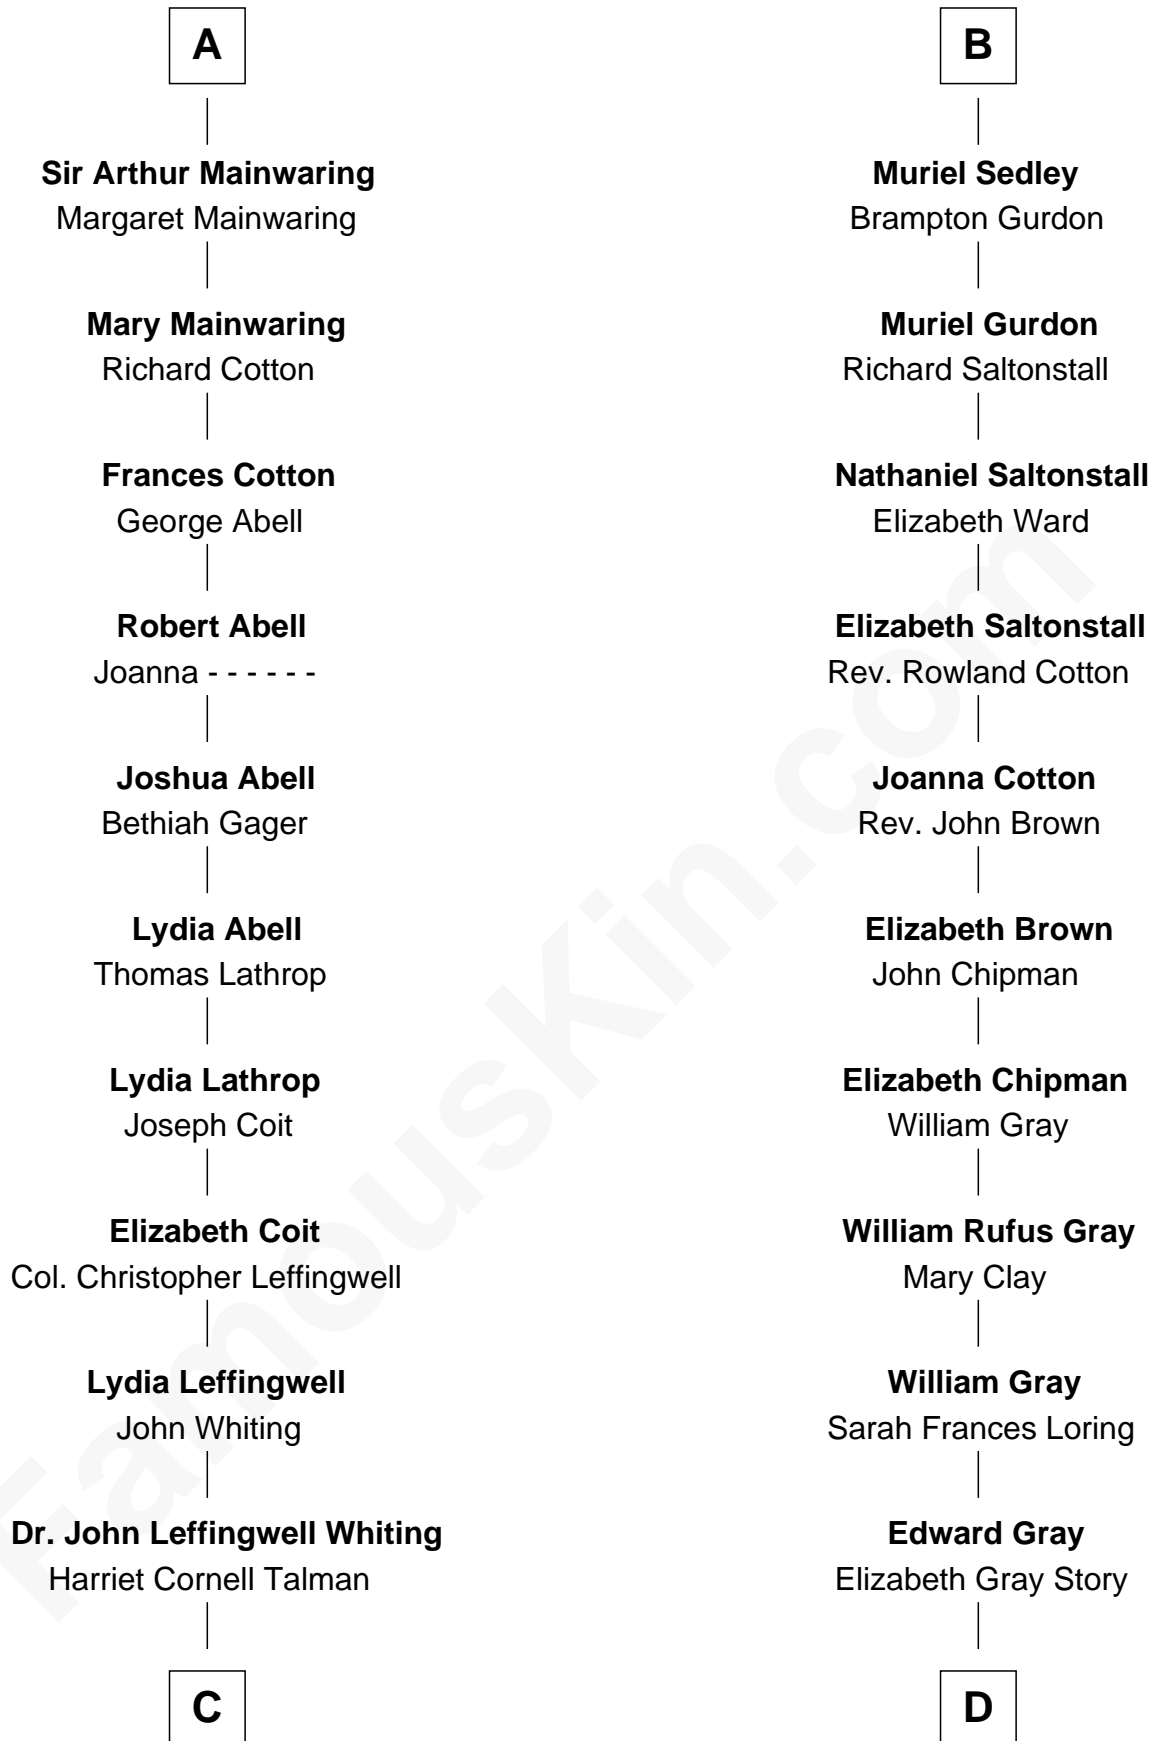 A
Sir Arthur Mainwaring
Margaret Mainwaring
Mary Mainwaring
Richard Cotton
Frances Cotton
George Abell
Robert Abell
Joanna - - - - - -
Joshua Abell
Bethiah Gager
Lydia Abell
Thomas Lathrop
Lydia Lathrop
Joseph Coit
Elizabeth Coit
Col. Christopher Leffingwell
Lydia Leffingwell
John Whiting
Dr. John Leffingwell Whiting
Harriet Cornell Talman
C
B
Muriel Sedley
Brampton Gurdon
Muriel Gurdon
Richard Saltonstall
Nathaniel Saltonstall
Elizabeth Ward
Elizabeth Saltonstall
Rev. Rowland Cotton
Joanna Cotton
Rev. John Brown
Elizabeth Brown
John Chipman
Elizabeth Chipman
William Gray
William Rufus Gray
Mary Clay
William Gray
Sarah Frances Loring
Edward Gray
Elizabeth Gray Story
D
FamousKin.com